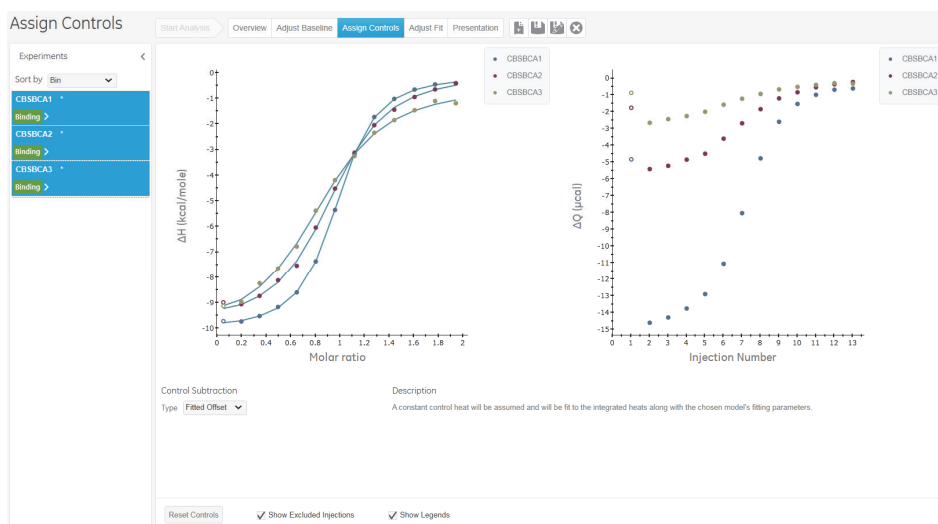 Assign Controls
Start Analysis
Overview
Adjust Baseline
Assign Controls
Adjust Fit
Presentation
Experiments
Sort by Bin
CBSBCA1 *
Binding
CBSBCA2 *
Binding
CBSBCA3 *
Binding
CBSBCA1
CBSBCA2
CBSBCA3
0
-1
-2
-3
-4
-5
-6
-7
-8
-9
-10
ΔH (kcal/mole)
0 0.2 0.4 0.6 0.8 1 1.2 1.4 1.6 1.8 2
Molar ratio
CBSBCA1
CBSBCA2
CBSBCA3
0
-1
-2
-3
-4
-5
-6
-7
-8
-9
-10
-11
-12
-13
-14
-15
ΔQ (μcal)
0 1 2 3 4 5 6 7 8 9 10 11 12 13
Injection Number
Control Subtraction
Type Fitted Offset
Description
A constant control heat will be assumed and will be fit to the integrated heats along with the chosen model's fitting parameters.
Reset Controls
Show Excluded Injections
Show Legends